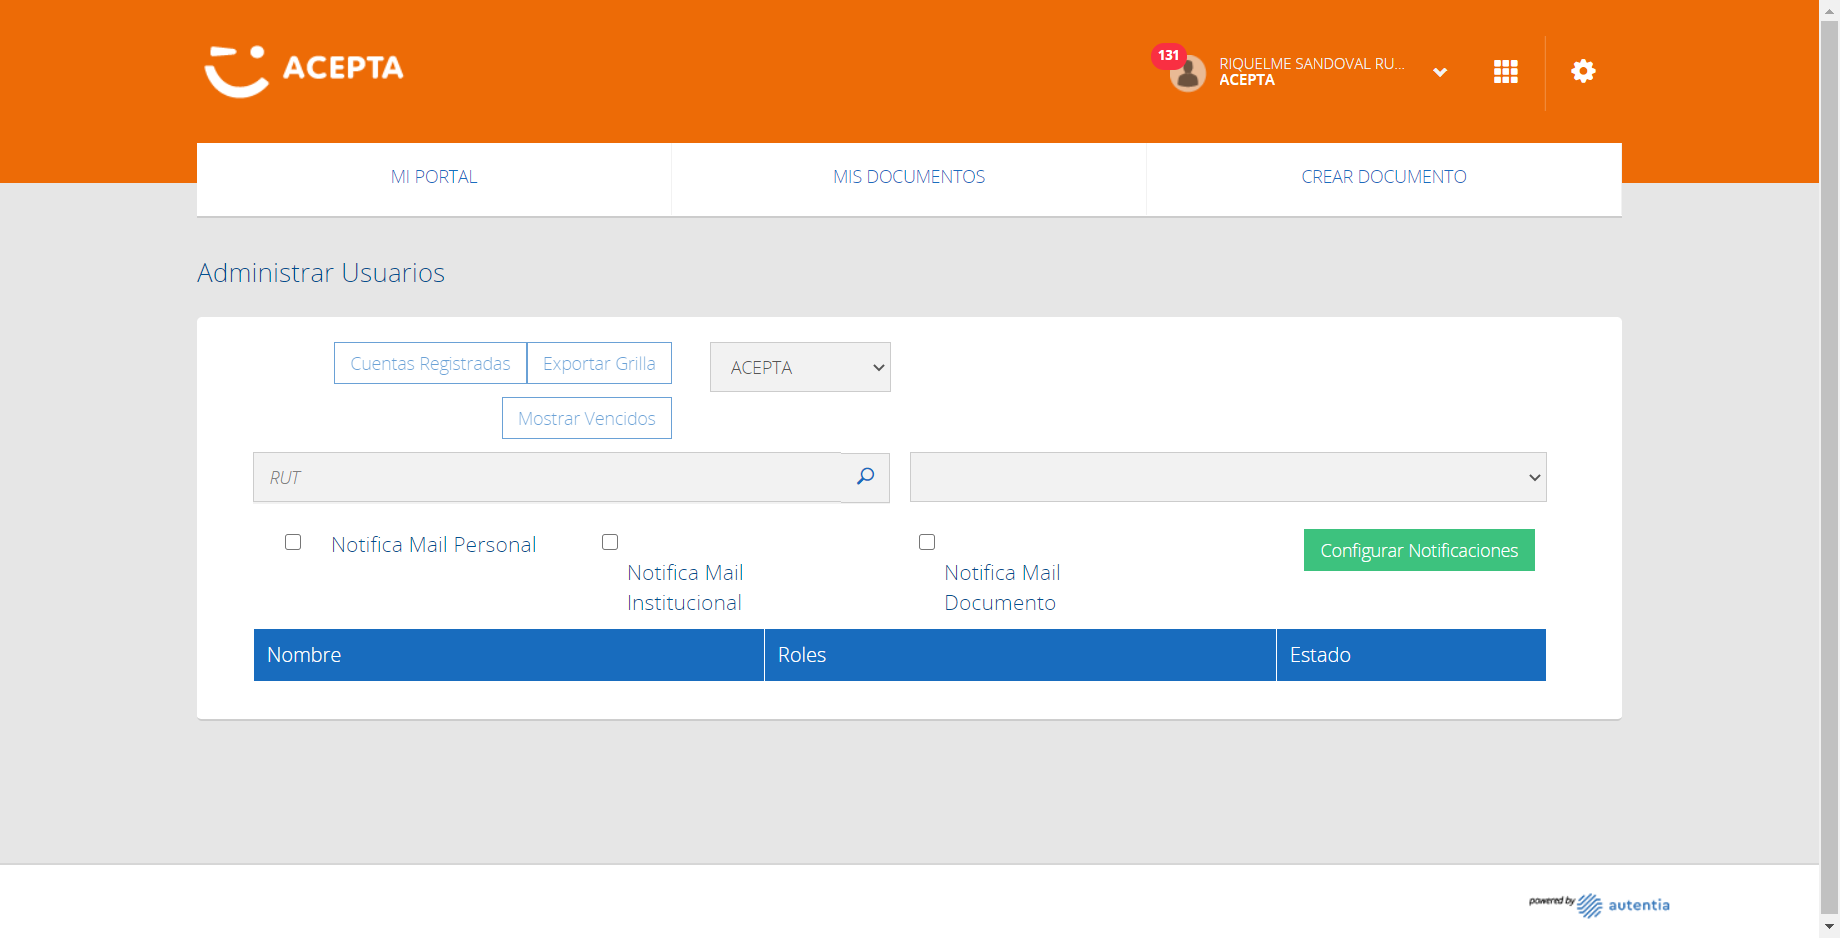 ACEPTA
131
RIQUELME SANDOVAL RU...
ACEPTA
MI PORTAL
MIS DOCUMENTOS
CREAR DOCUMENTO
Administrar Usuarios
Cuentas Registradas
Exportar Grilla
ACEPTA
Mostrar Vencidos
RUT
Notifica Mail Personal
Notifica Mail
Institucional
Notifica Mail
Documento
Configurar Notificaciones
Nombre
Roles
Estado
powered by autentia